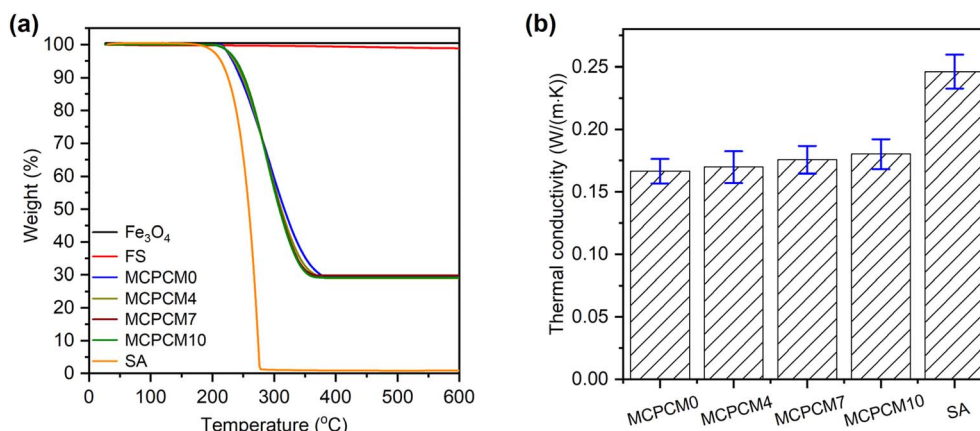 (a)
100
90
80
70
60
50
40
30
20
10
0
Weight (%)
Fe₃O₄
FS
MCPCM0
MCPCM4
MCPCM7
MCPCM10
SA
0 100 200 300 400 500 600
Temperature (°C)
(b)
0.25
0.20
0.15
0.10
0.05
0.00
Thermal conductivity (W/(m·K))
MCPCM0 MCPCM4 MCPCM7 MCPCM10 SA